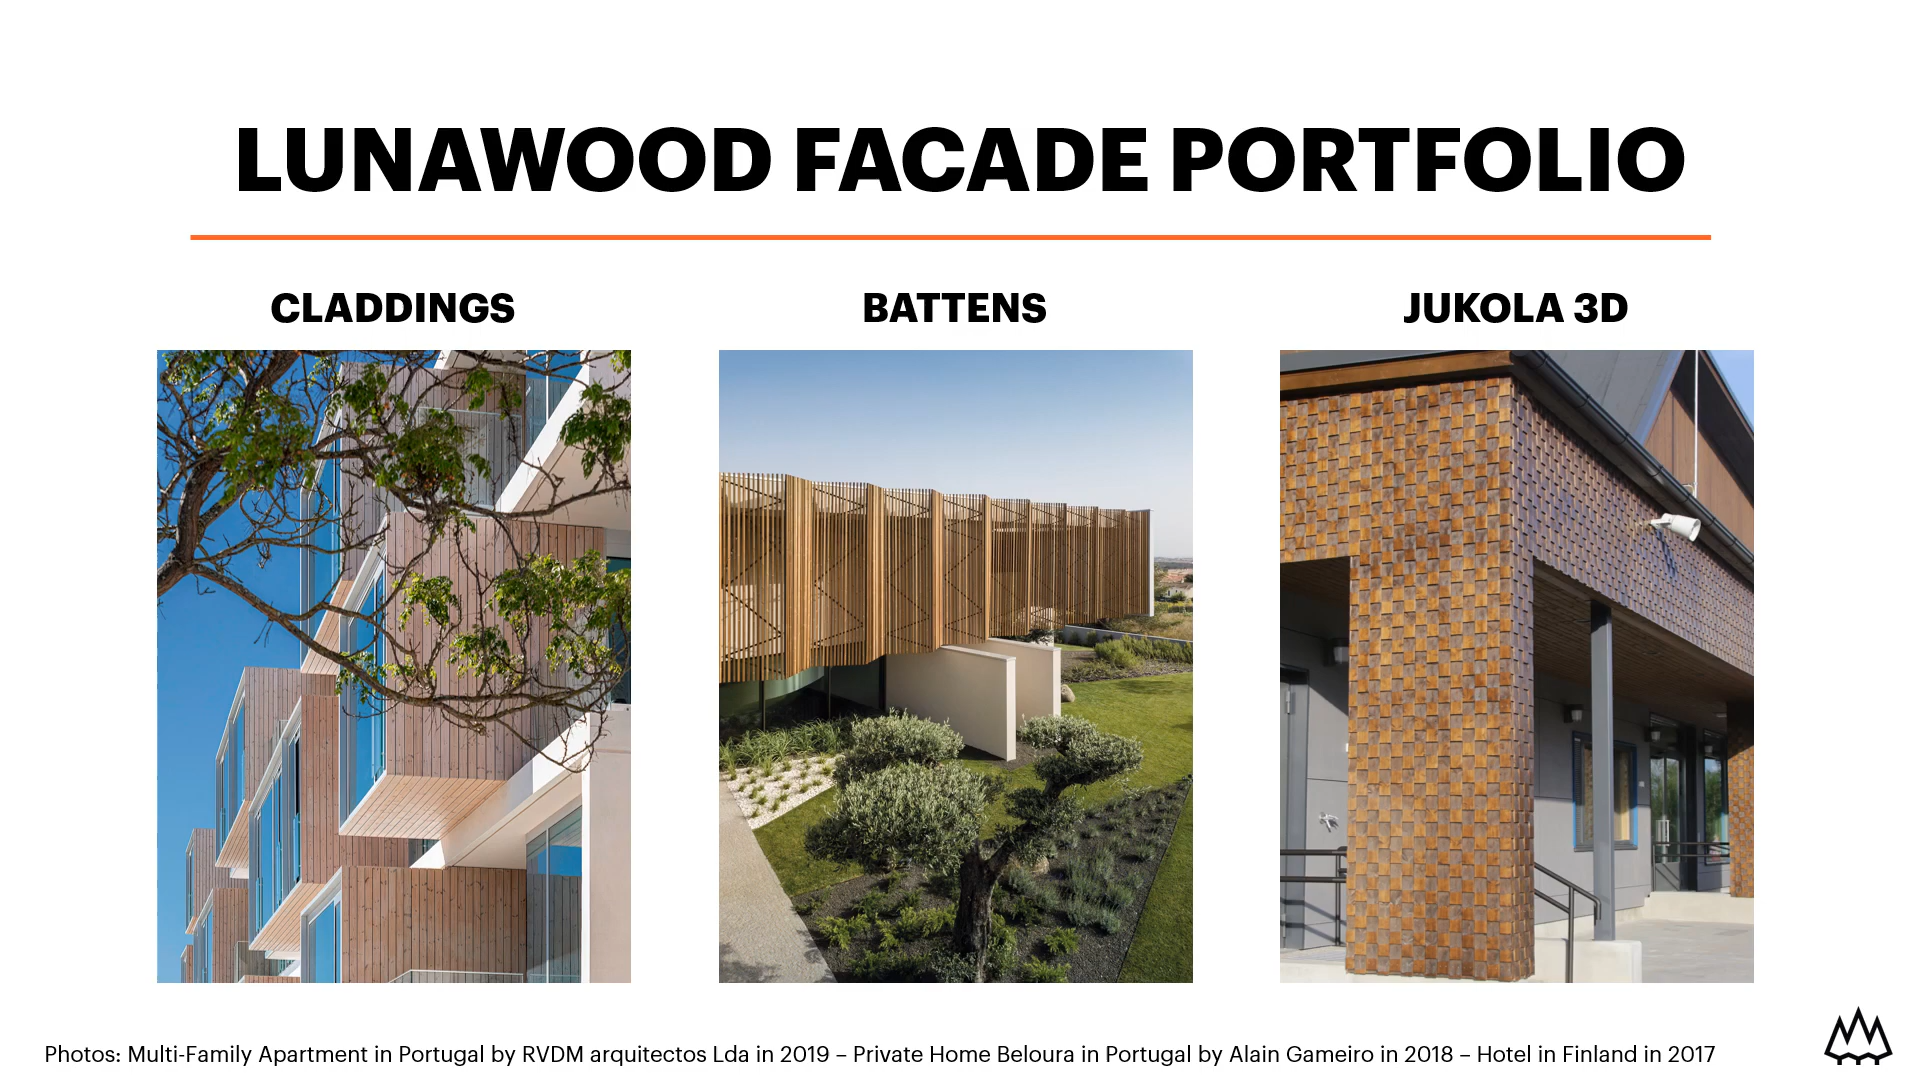 LUNAWOOD FACADE PORTFOLIO
CLADDINGS
BATTENS
JUKOLA 3D
Photos: Multi-Family Apartment in Portugal by RVDM arquitectos Lda in 2019 – Private Home Beloura in Portugal by Alain Gameiro in 2018 – Hotel in Finland in 2017